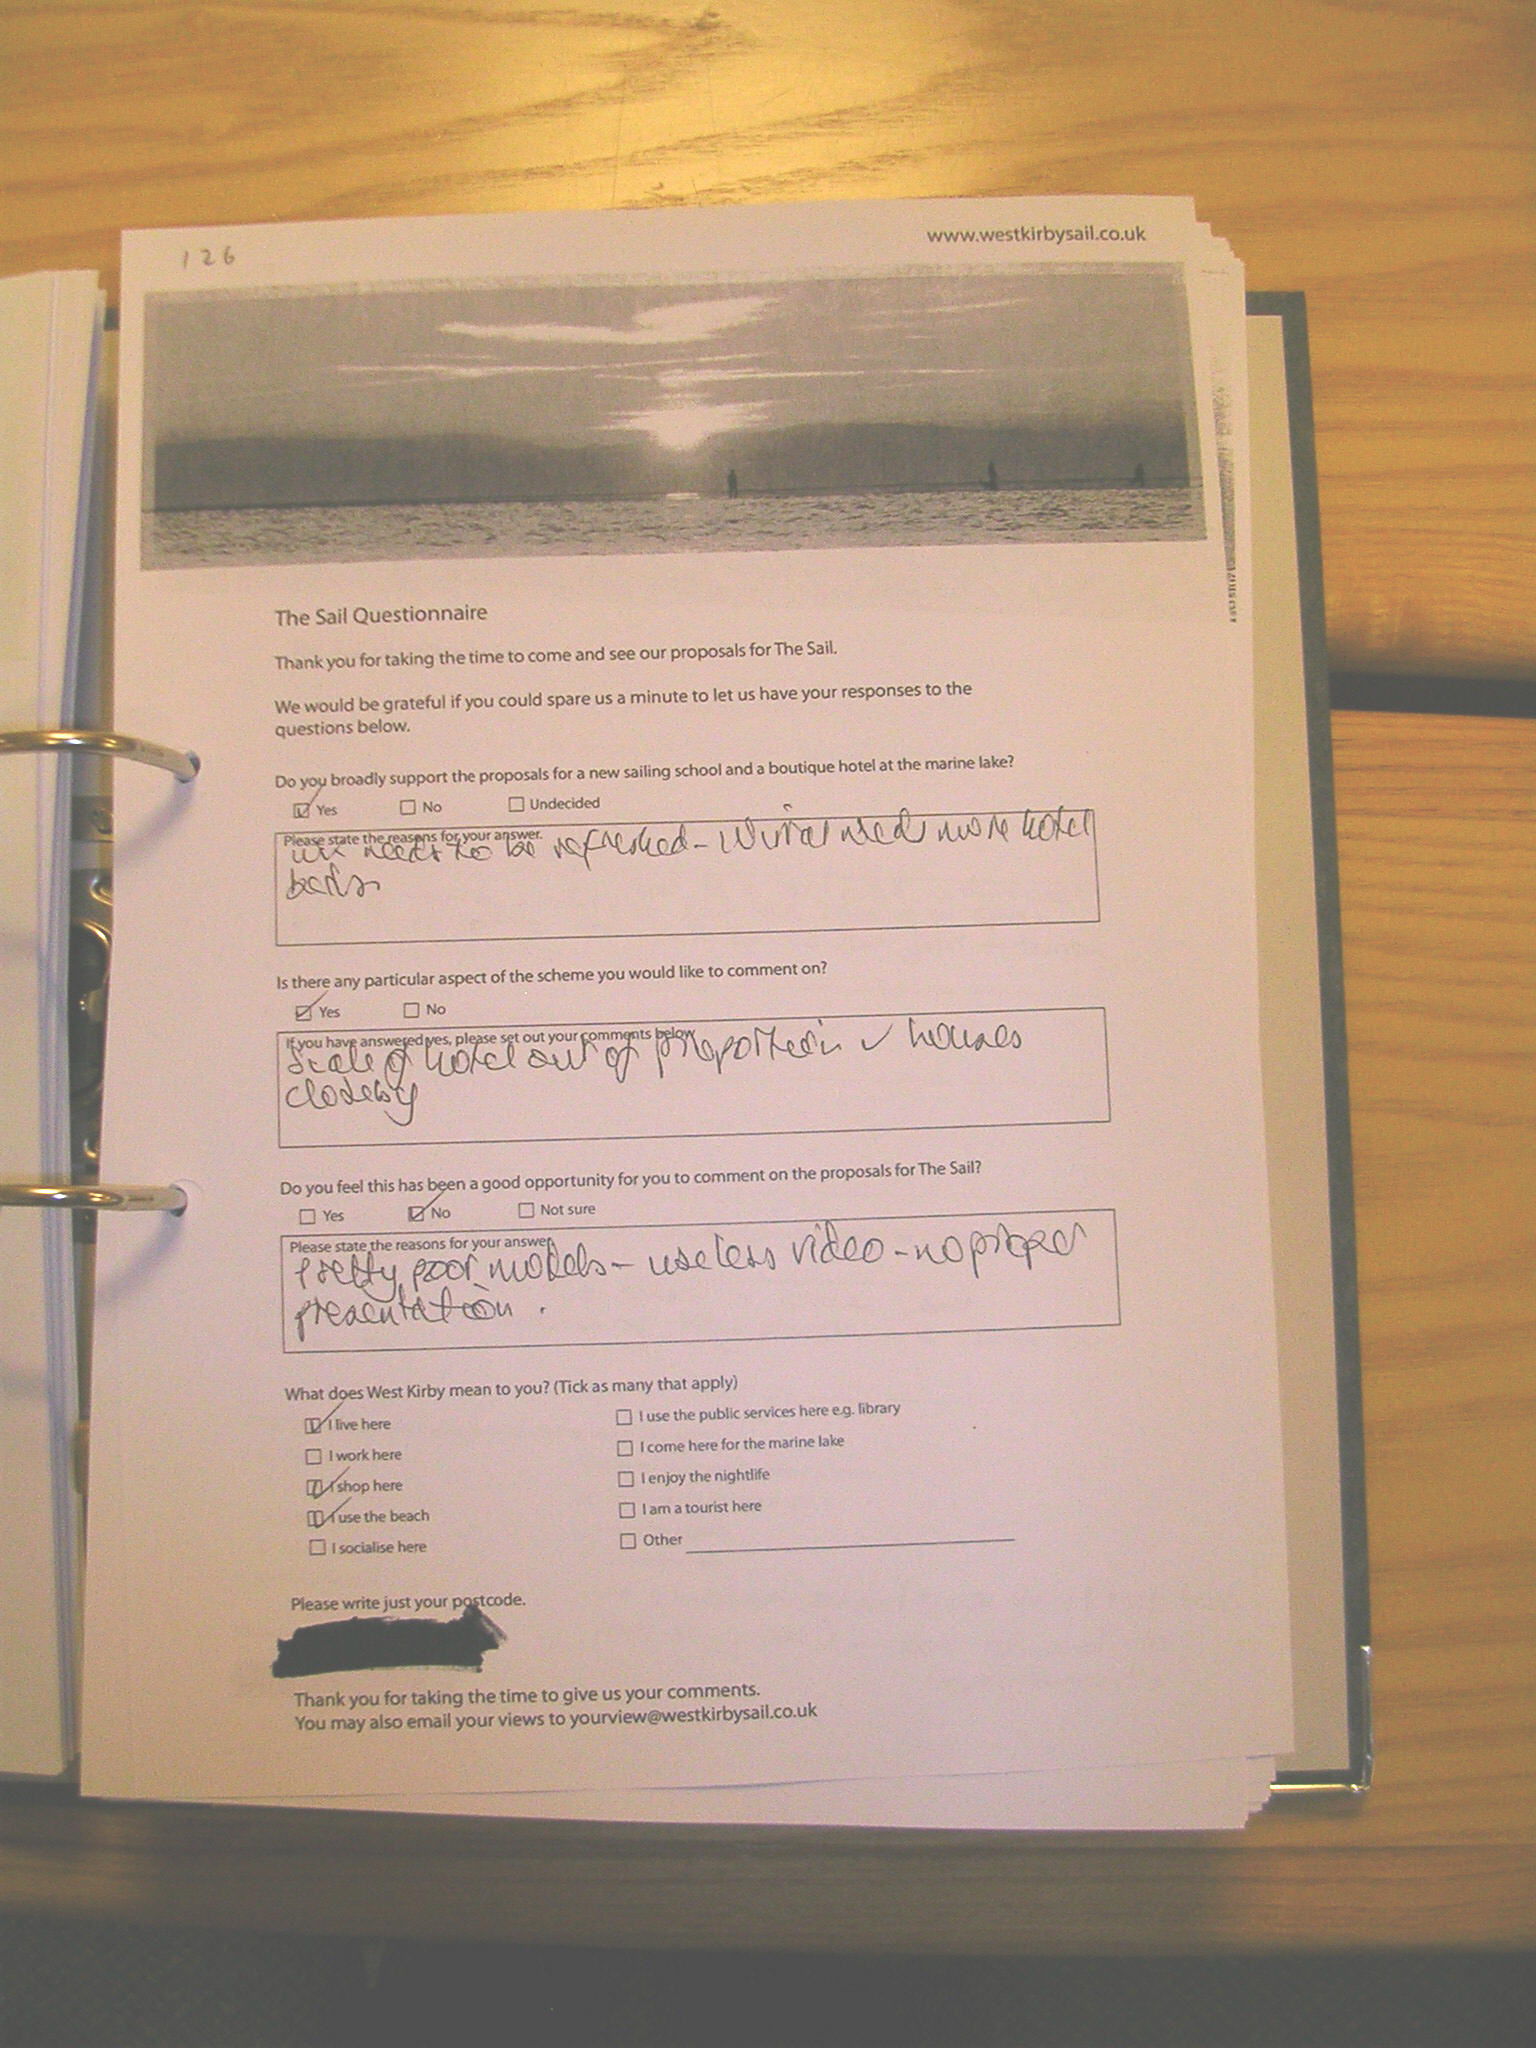 126
www.westkirbysail.co.uk
The Sail Questionnaire
Thank you for taking the time to come and see our proposals for The Sail.
We would be grateful if you could spare us a minute to let us have your responses to the
questions below.
Do you broadly support the proposals for a new sailing school and a boutique hotel at the marine lake?
Yes No Undecided
Please state the reasons for your answer.
WK needs to be refreshed - Wirral needs more hotel
beds
Is there any particular aspect of the scheme you would like to comment on?
Yes No
If you have answered yes, please set out your comments below
Scale of hotel out of proportion v houses
closeby
Do you feel this has been a good opportunity for you to comment on the proposals for The Sail?
Yes No Not sure
Please state the reasons for your answer
Pretty poor models - useless video - no proper
presentation.
What does West Kirby mean to you? (Tick as many that apply)
I live here I use the public services here e.g. library
I work here I come here for the marine lake
I shop here I enjoy the nightlife
I use the beach I am a tourist here
I socialise here Other
Please write just your postcode.
Thank you for taking the time to give us your comments.
You may also email your views to yourview@westkirbysail.co.uk